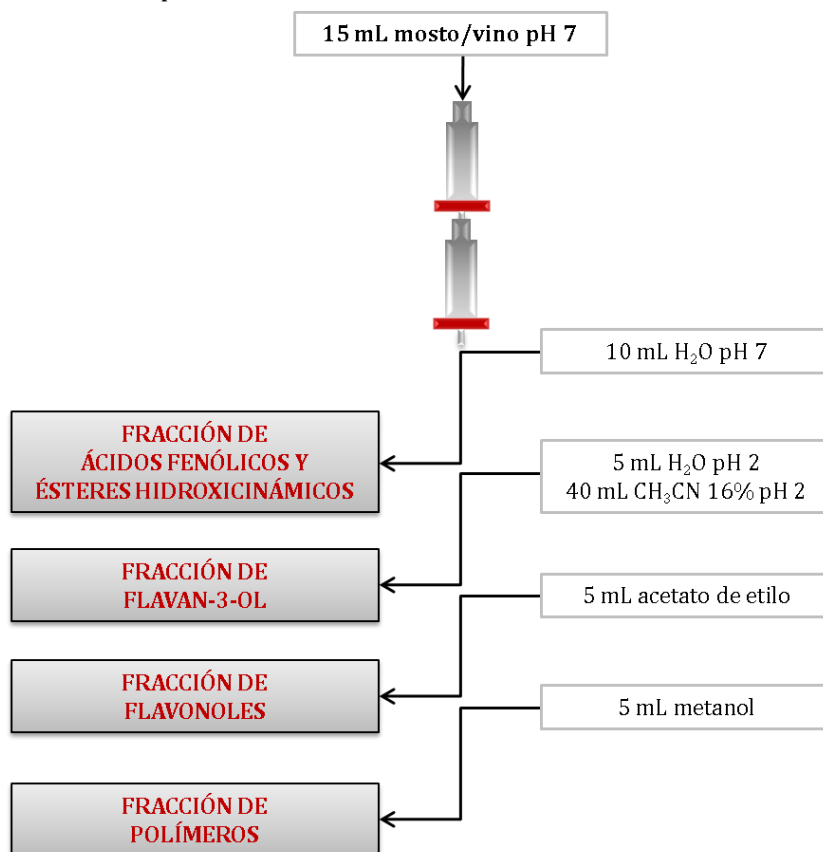 15 mL mosto/vino pH 7
10 mL H₂O pH 7
FRACCIÓN DE
ÁCIDOS FENÓLICOS Y
ÉSTERES HIDROXICINÁMICOS
5 mL H₂O pH 2
40 mL CH₃CN 16% pH 2
FRACCIÓN DE
FLAVAN-3-OL
5 mL acetato de etilo
FRACCIÓN DE
FLAVONOLES
5 mL metanol
FRACCIÓN DE
POLÍMEROS